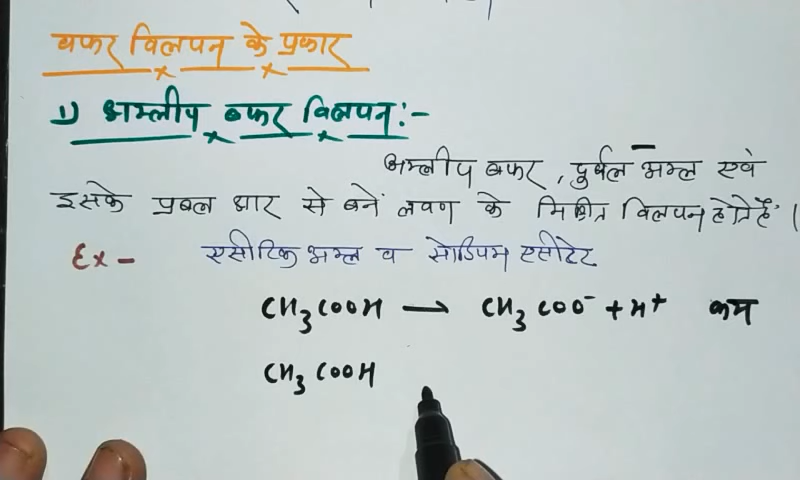 बफर विलयन के प्रकार
1) अम्लीय बफर विलयन:-
अम्लीय बफर, दुर्बल अम्ल एवं
इसके प्रबल क्षार से बनें लवण के मिश्रित विलयन होते हैं।
Ex - एसीटिक अम्ल व सोडियम एसीटेट
CH₃COOH → CH₃COO⁻ + H⁺ कम
CH₃COOH